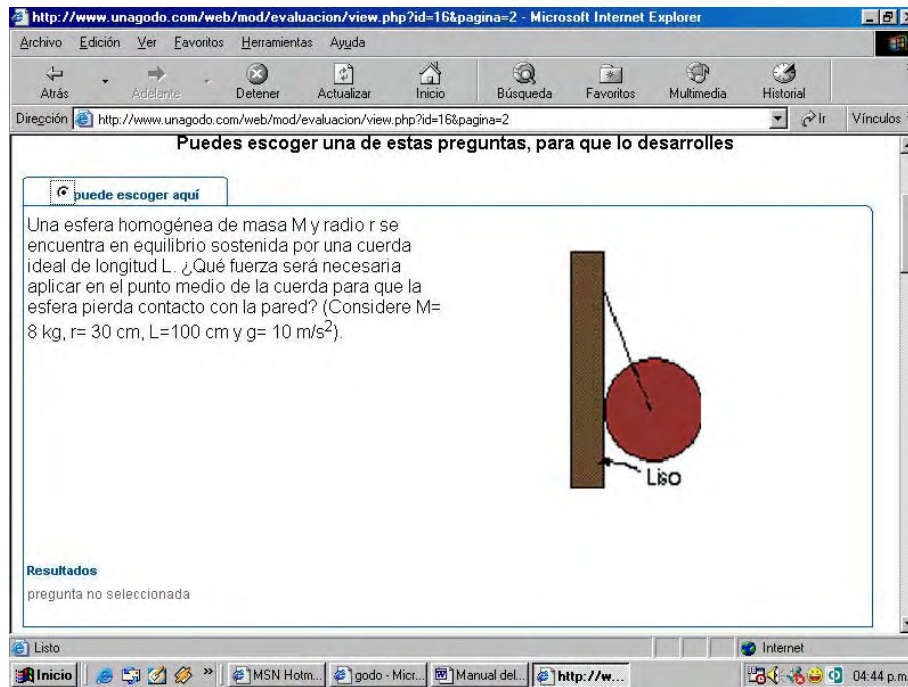 http://www.unagodo.com/web/mod/evaluacion/view.php?id=16&pagina=2 - Microsoft Internet Explorer
Archivo Edición Ver Favoritos Herramientas Ayuda
Atrás Adelante Detener Actualizar Inicio Búsqueda Favoritos Multimedia Historial
Dirección http://www.unagodo.com/web/mod/evaluacion/view.php?id=16&pagina=2 Ir Vínculos
Puedes escoger una de estas preguntas, para que lo desarrolles
puede escoger aquí
Una esfera homogénea de masa M y radio r se
encuentra en equilibrio sostenida por una cuerda
ideal de longitud L. ¿Qué fuerza será necesaria
aplicar en el punto medio de la cuerda para que la
esfera pierda contacto con la pared? (Considere M=
8 kg, r= 30 cm, L=100 cm y g= 10 m/s²).
Liso
Resultados
pregunta no seleccionada
Listo Internet
Inicio » MSN Hotm... godo - Micr... Manual del... http://w... 04:44 p.m.